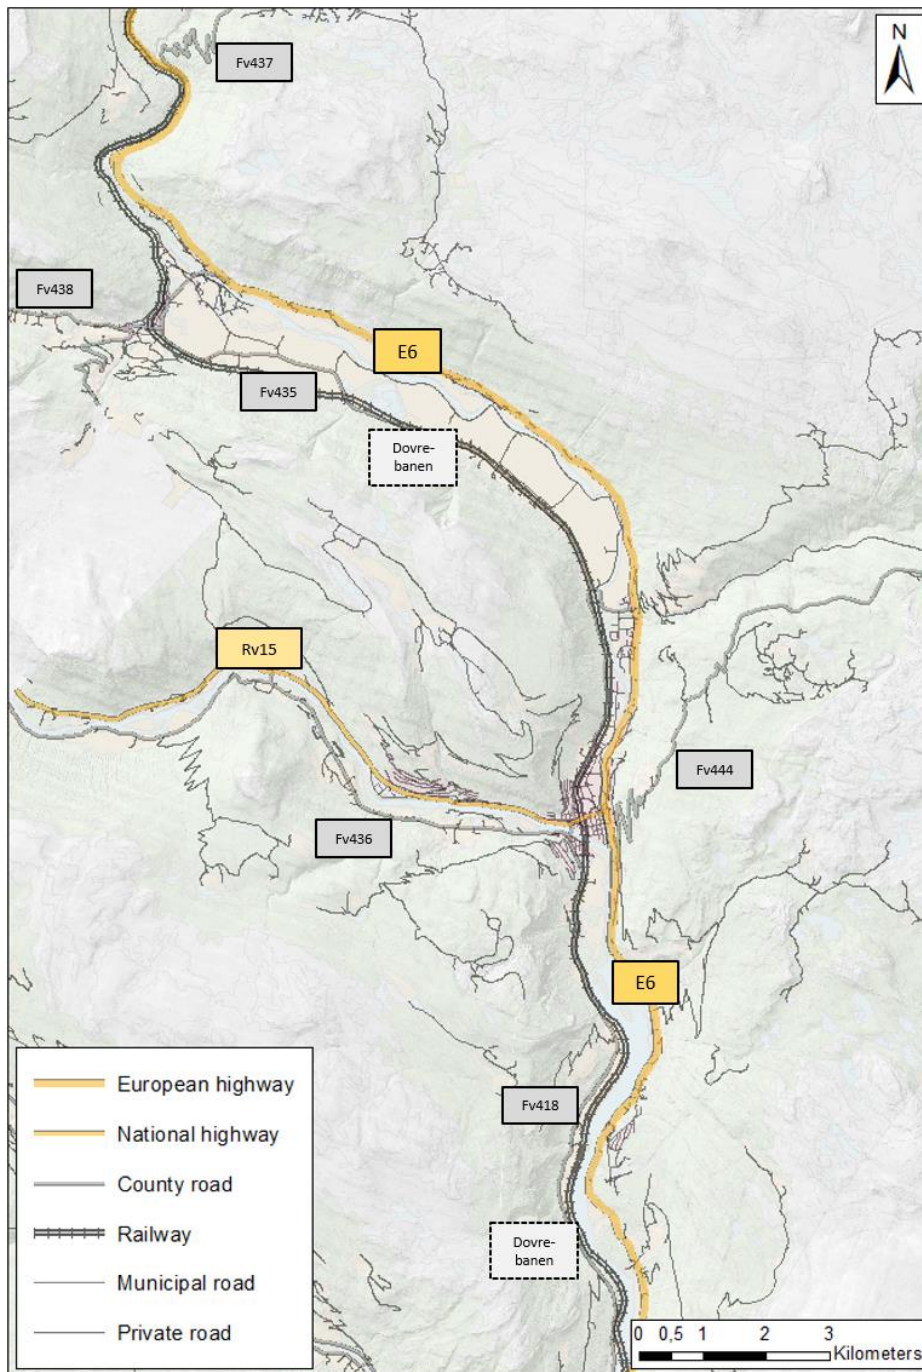 N
Fv437
Fv438
E6
Fv435
Dovre-
banen
Rv15
Fv444
Fv436
E6
Fv418
Dovre-
banen
European highway
National highway
County road
Railway
Municipal road
Private road
0 0,5 1 2 3
Kilometers